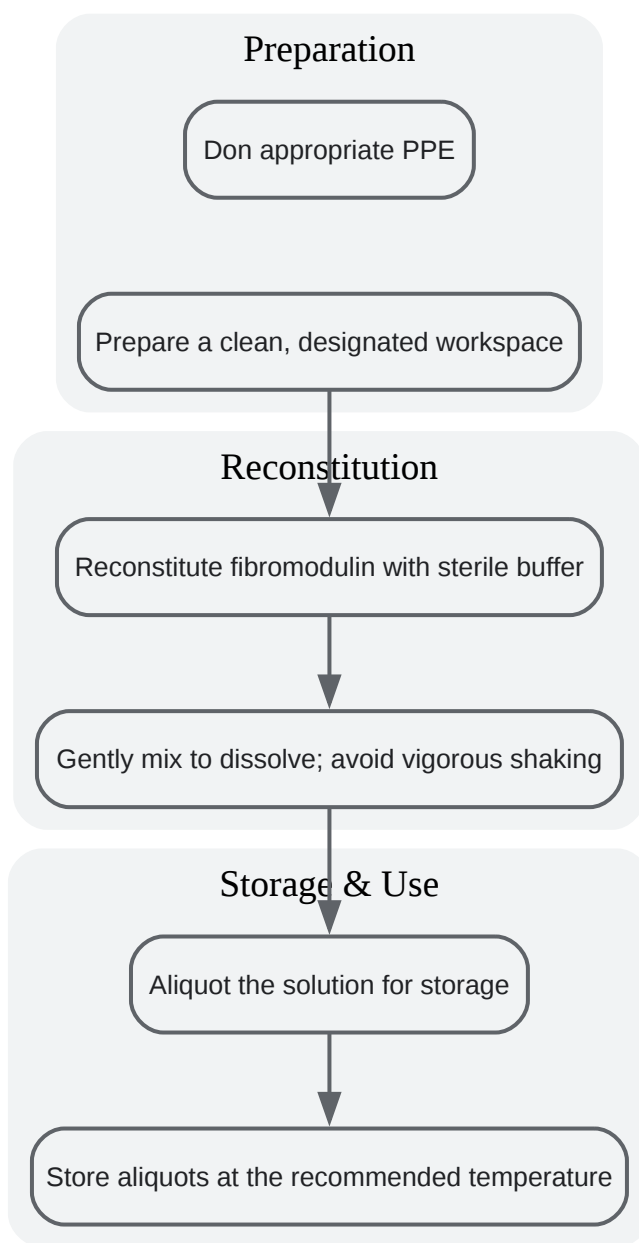 Preparation
Don appropriate PPE
Prepare a clean, designated workspace
Reconstitution
Reconstitute fibromodulin with sterile buffer
Gently mix to dissolve; avoid vigorous shaking
Storage & Use
Aliquot the solution for storage
Store aliquots at the recommended temperature